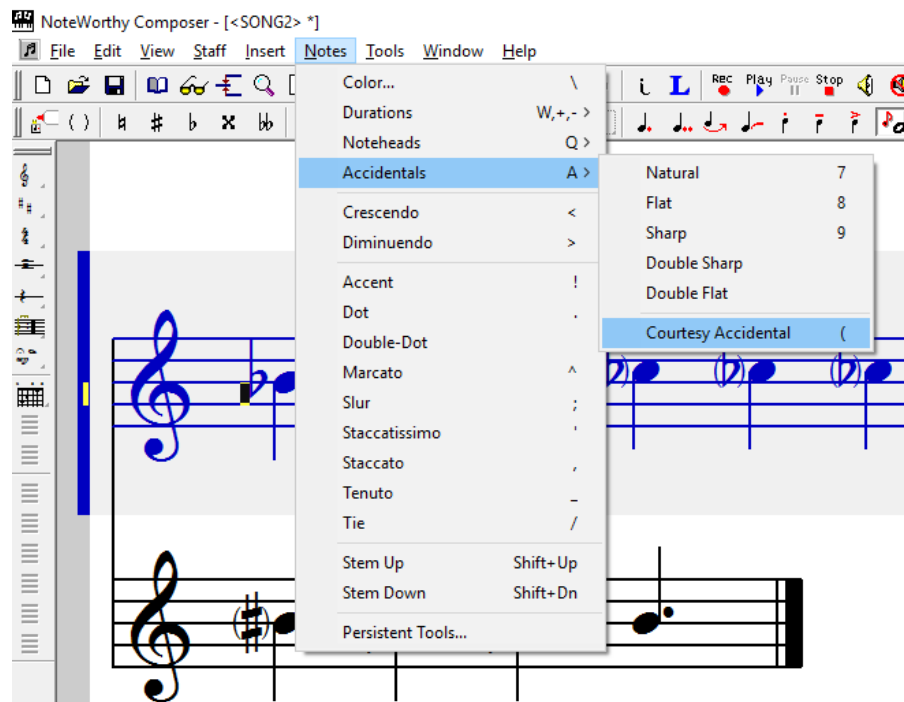 NoteWorthy Composer - [<SONG2> *]
File Edit View Staff Insert Notes Tools Window Help
Rec Play Pause Stop
Color... \
Durations W,+,- >
Noteheads Q >
Accidentals A >
Crescendo <
Diminuendo >
Accent !
Dot .
Double-Dot
Marcato ^
Slur ;
Staccatissimo '
Staccato ,
Tenuto _
Tie /
Stem Up Shift+Up
Stem Down Shift+Dn
Persistent Tools...
Natural 7
Flat 8
Sharp 9
Double Sharp
Double Flat
Courtesy Accidental (